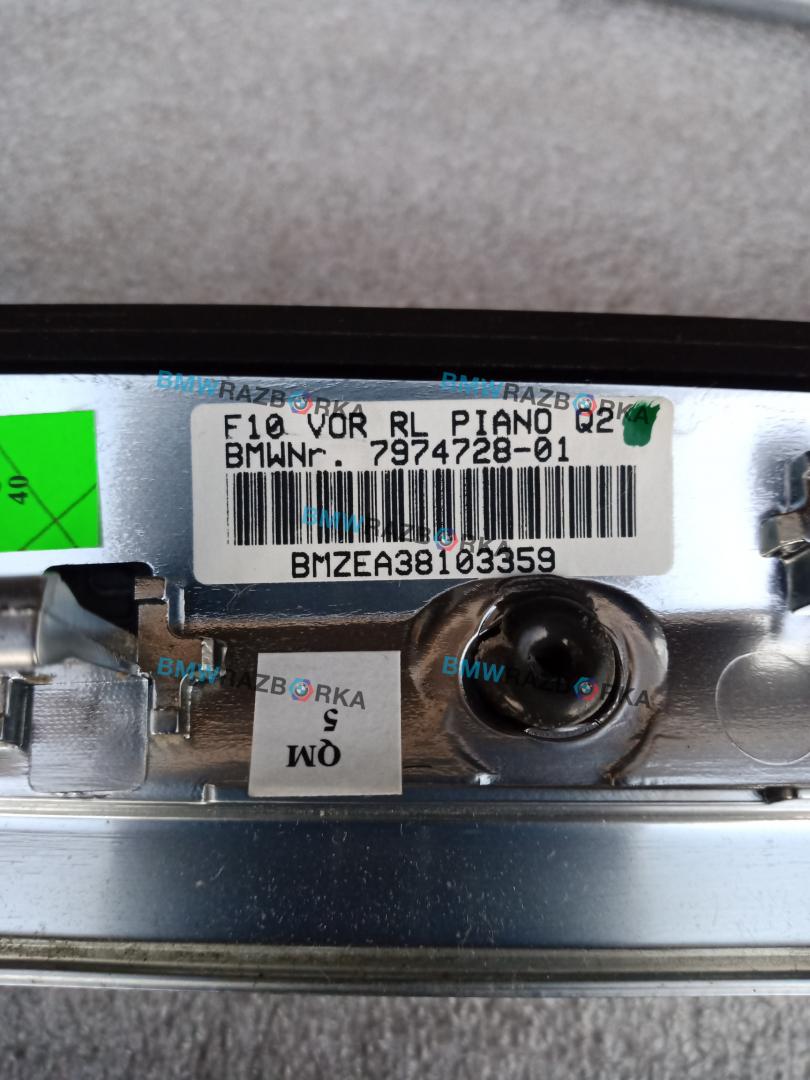 BMWRAZBORKA
BMWRAZBORKA
F10 VOR RL PIANO Q2
BMWNr. 7974728-01
40
BMWRAZBORKA
BMZEA38103359
BMWRAZBORKA
BMWRAZBORKA
QM
5